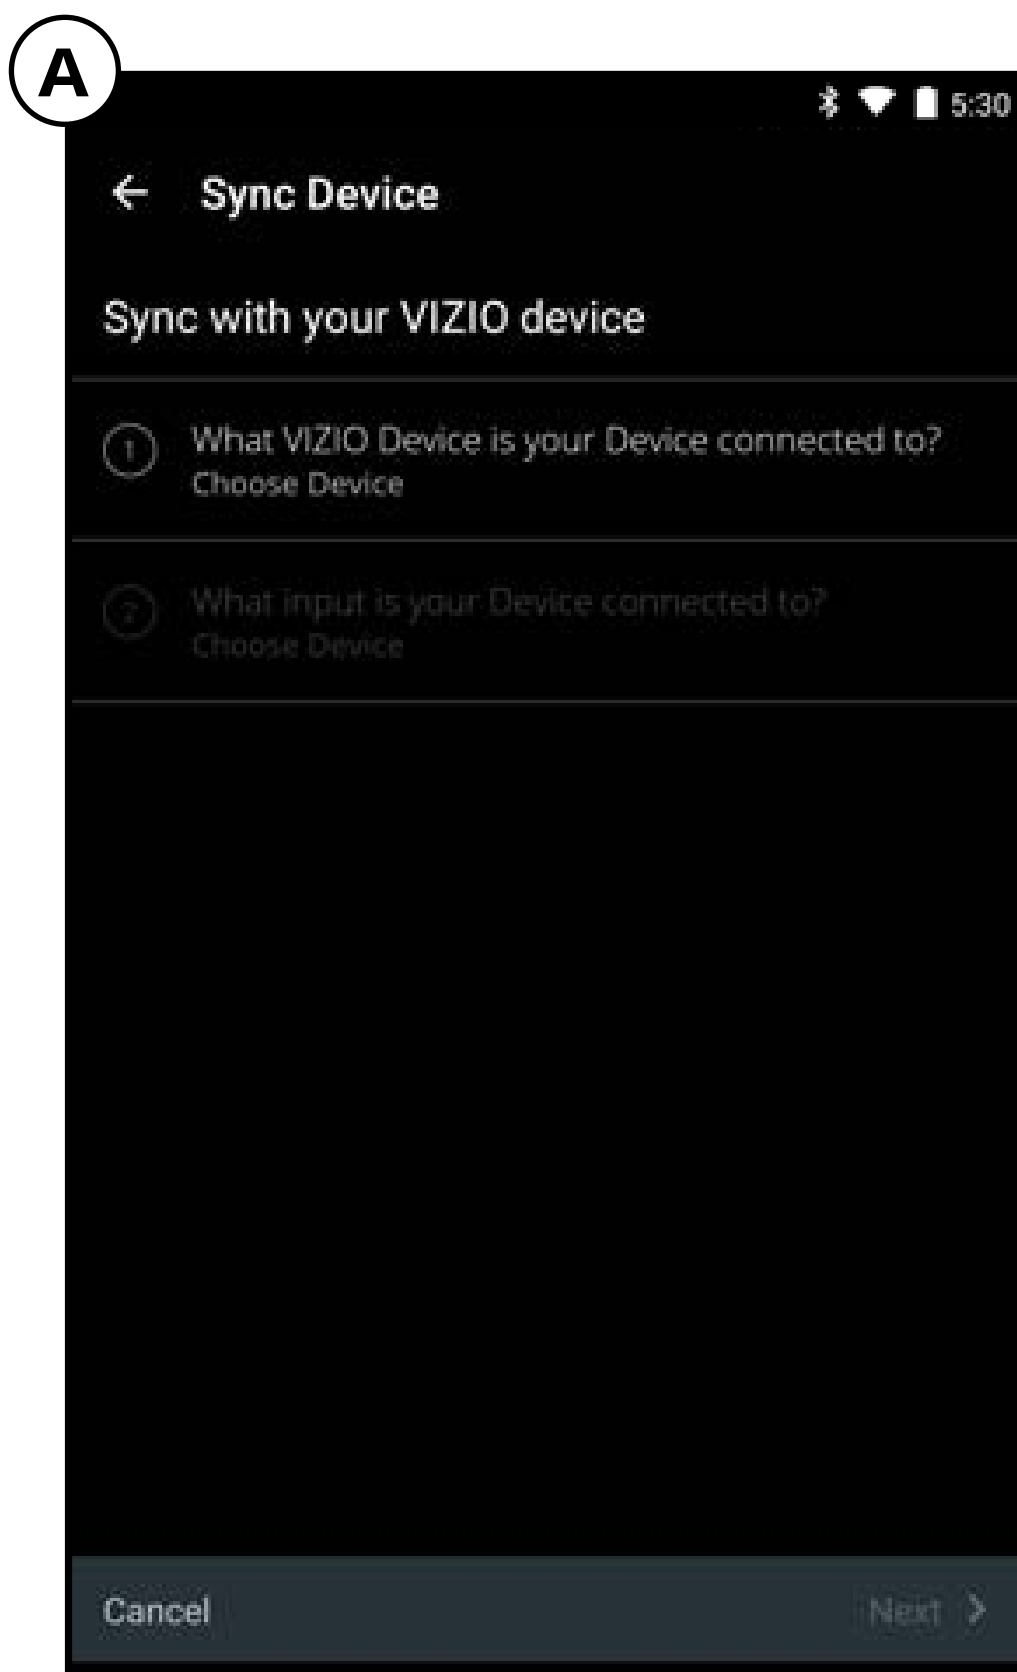 A
5:30
Sync Device
Sync with your VIZIO device
1 What VIZIO Device is your Device connected to?
Choose Device
2 What input is your Device connected to?
Choose Device
Cancel Next